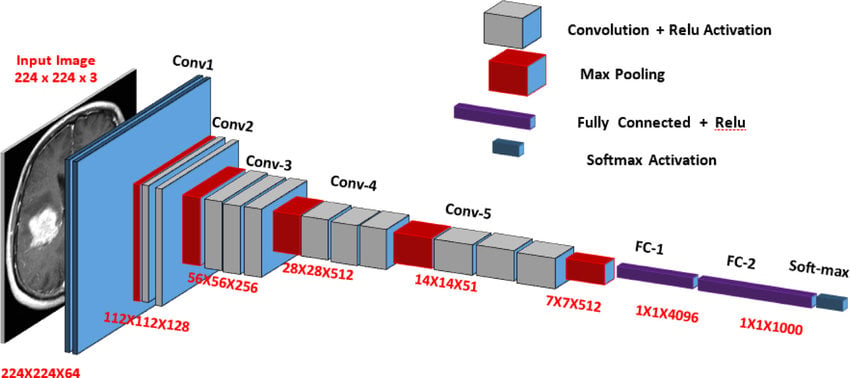 Input Image
224 x 224 x 3
Conv1
Conv2
Conv-3
Conv-4
Conv-5
FC-1
FC-2
Soft-max
Convolution + Relu Activation
Max Pooling
Fully Connected + Relu
Softmax Activation
224X224X64
112X112X128
56X56X256
28X28X512
14X14X51
7X7X512
1X1X4096
1X1X1000